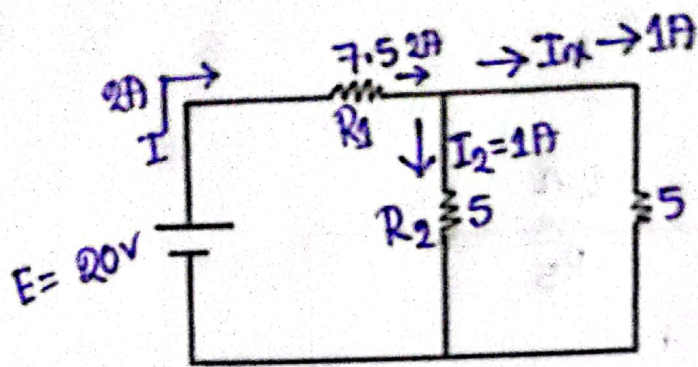 7.5 2A → Ix → 1A
2A
I
R1
I2=1A
R2 5
5
E= 20V